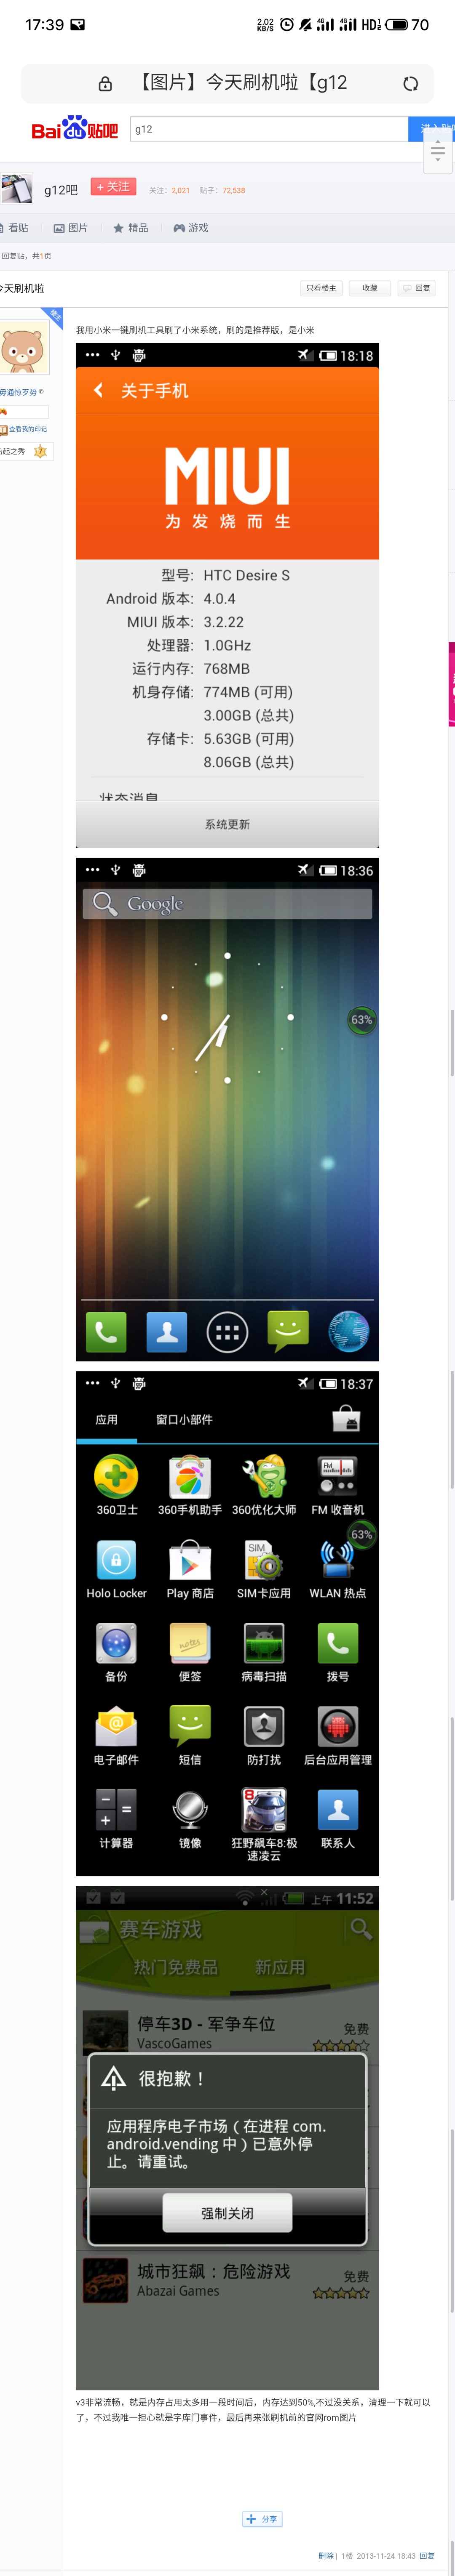 17:39
2.02
KB/S
4G
4G
HD
70
【图片】今天刷机啦【g12
Bai
贴吧
g12
g12吧
+ 关注
关注: 2,021 贴子: 72,538
看贴
图片
精品
游戏
回复贴，共1页
今天刷机啦
只看楼主
收藏
回复
楼主
查看我的印记
后起之秀
7
我用小米一键刷机工具刷了小米系统，刷的是推荐版，是小米
18:18
关于手机
MIUI
为发烧而生
型号: HTC Desire S
Android 版本: 4.0.4
MIUI 版本: 3.2.22
处理器: 1.0GHz
运行内存: 768MB
机身存储: 774MB (可用)
3.00GB (总共)
存储卡: 5.63GB (可用)
8.06GB (总共)
状态消息
系统更新
18:36
Google
63%
18:37
应用
窗口小部件
360卫士
360手机助手
360优化大师
FM
FM 收音机
63%
SIM
Holo Locker
Play 商店
SIM卡应用
WLAN 热点
notes
备份
便签
病毒扫描
拨号
电子邮件
短信
防打扰
后台应用管理
8
计算器
镜像
狂野飙车8:极
速凌云
联系人
上午 11:52
赛车游戏
热门免费品
新应用
停车3D - 军争车位
免费
VascoGames
很抱歉！
应用程序电子市场（在进程 com.
android.vending 中）已意外停
止。请重试。
强制关闭
城市狂飙：危险游戏
免费
Abazai Games
v3非常流畅，就是内存占用太多用一段时间后，内存达到50%,不过没关系，清理一下就可以
了，不过我唯一担心就是字库门事件，最后再来张刷机前的官网rom图片
分享
删除 | 1楼 2013-11-24 18:43 回复